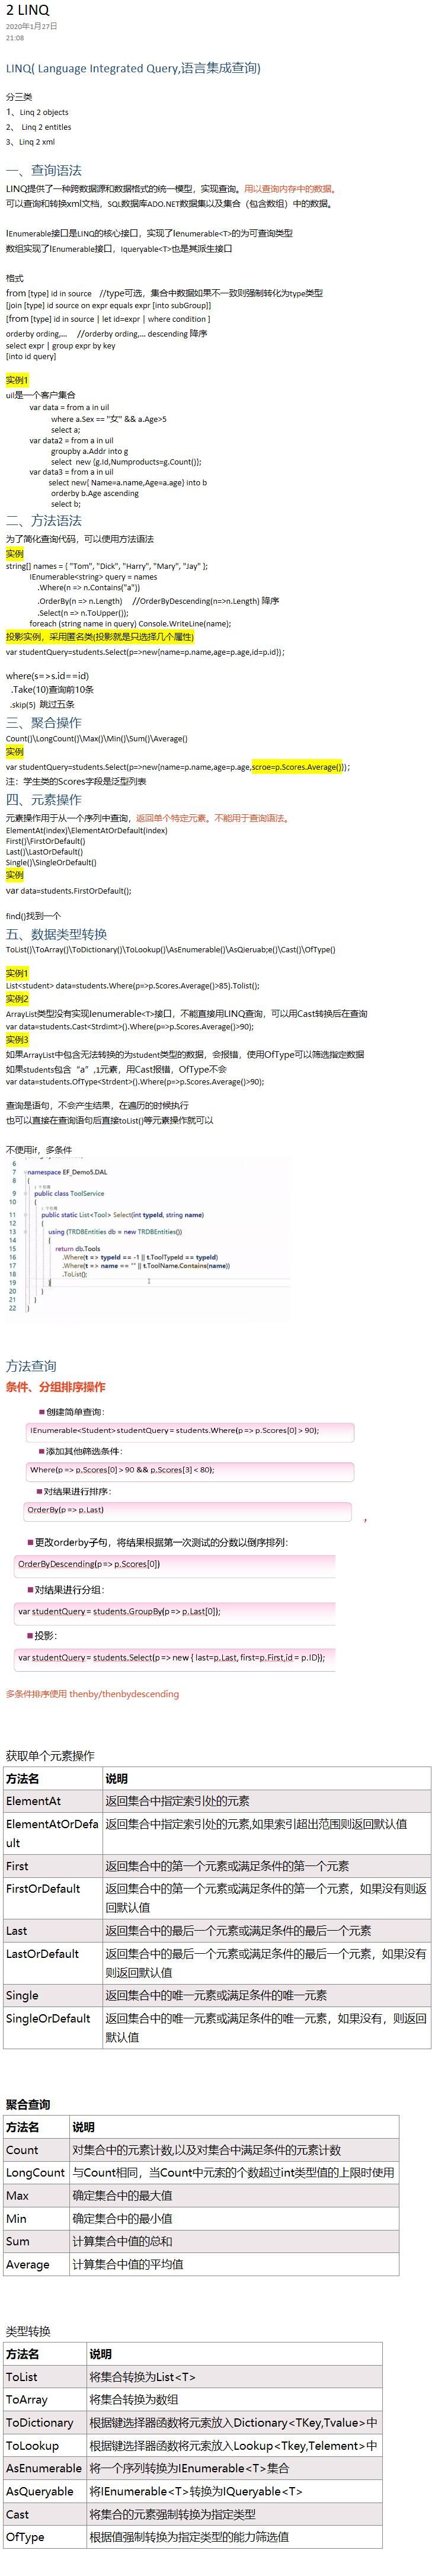 2 LINQ
2020年1月27日
21:08
LINQ( Language Integrated Query,语言集成查询)
分三类
1、Linq 2 objects
2、 Linq 2 entitles
3、Linq 2 xml
一、查询语法
LINQ提供了一种跨数据源和数据格式的统一模型，实现查询。用以查询内存中的数据。
可以查询和转换xml文档，SQL数据库ADO.NET数据集以及集合（包含数组）中的数据。
IEnumerable接口是LINQ的核心接口，实现了Ienumerable<T>的为可查询类型
数组实现了IEnumerable接口，Iqueryable<T>也是其派生接口
格式
from [type] id in source //type可选，集合中数据如果不一致则强制转化为type类型
[join [type] id source on expr equals expr [into subGroup]]
[from [type] id in source | let id=expr | where condition ]
orderby ording,... //orderby ording,... descending 降序
select expr | group expr by key
[into id query]
实例1
uil是一个客户集合
var data = from a in uil
where a.Sex == "女" && a.Age>5
select a;
var data2 = from a in uil
groupby a.Addr into g
select new {g.Id,Numproducts=g.Count()};
var data3 = from a in uil
select new{ Name=a.name,Age=a.age} into b
orderby b.Age ascending
select b;
二、方法语法
为了简化查询代码，可以使用方法语法
实例
string[] names = { "Tom", "Dick", "Harry", "Mary", "Jay" };
IEnumerable<string> query = names
.Where(n => n.Contains("a"))
.OrderBy(n => n.Length) //OrderByDescending(n=>n.Length) 降序
.Select(n => n.ToUpper());
foreach (string name in query) Console.WriteLine(name);
投影实例，采用匿名类(投影就是只选择几个属性)
var studentQuery=students.Select(p=>new{name=p.name,age=p.age,id=p.id});
where(s=>s.id==id)
.Take(10)查询前10条
.skip(5) 跳过五条
三、聚合操作
Count()\LongCount()\Max()\Min()\Sum()\Average()
实例
var studentQuery=students.Select(p=>new{name=p.name,age=p.age,scroe=p.Scores.Average()});
注：学生类的Scores字段是泛型列表
四、元素操作
元素操作用于从一个序列中查询，返回单个特定元素。不能用于查询语法。
ElementAt(index)\ElementAtOrDefault(index)
First()\FirstOrDefault()
Last()\LastOrDefault()
Single()\SingleOrDefault()
实例
var data=students.FirstOrDefault();
find()找到一个
五、数据类型转换
ToList()\ToArray()\ToDictionary()\ToLookup()\AsEnumerable()\AsQieruab;e()\Cast()\OfType()
实例1
List<student> data=students.Where(p=>p.Scores.Average()>85).Tolist();
实例2
ArrayList类型没有实现Ienumerable<T>接口，不能直接用LINQ查询，可以用Cast转换后在查询
var data=students.Cast<Strdimt>().Where(p=>p.Scores.Average()>90);
实例3
如果ArrayList中包含无法转换的为student类型的数据，会报错，使用OfType可以筛选指定数据
如果students包含“a”,1元素，用Cast报错，OfType不会
var data=students.OfType<Strdent>().Where(p=>p.Scores.Average()>90);
查询是语句，不会产生结果，在遍历的时候执行
也可以直接在查询语句后直接toList()等元素操作就可以
不使用if，多条件
6
7 namespace EF_Demo5.DAL
8 {
9 public class ToolService
10 {
11 public static List<Tool> Select(int typeId, string name)
12 {
13 using (TRDBEntities db = new TRDBEntities())
14 {
15 return db.Tools
16 .Where(t => typeId == -1 || t.ToolTypeId == typeId)
17 .Where(t => name == "" || t.ToolName.Contains(name))
18 .ToList();
19 }
20 }
21 }
22 }
方法查询
条件、分组排序操作
■创建简单查询：
IEnumerable<Student>studentQuery = students.Where(p => p.Scores[0] > 90);
■添加其他筛选条件：
Where(p => p.Scores[0] > 90 && p.Scores[3] < 80);
■对结果进行排序：
OrderBy(p => p.Last)
,
■更改orderby子句，将结果根据第一次测试的分数以倒序排列：
OrderByDescending(p => p.Scores[0])
■对结果进行分组：
var studentQuery = students.GroupBy(p => p.Last[0]);
■投影：
var studentQuery = students.Select(p => new { last=p.Last, first=p.First,id = p.ID});
多条件排序使用 thenby/thenbydescending
获取单个元素操作
方法名 说明
ElementAt 返回集合中指定索引处的元素
ElementAtOrDefa 返回集合中指定索引处的元素,如果索引超出范围则返回默认值
ult
First 返回集合中的第一个元素或满足条件的第一个元素
FirstOrDefault 返回集合中的第一个元素或满足条件的第一个元素，如果没有则返
回默认值
Last 返回集合中的最后一个元素或满足条件的最后一个元素
LastOrDefault 返回集合中的最后一个元素或满足条件的最后一个元素，如果没有
则返回默认值
Single 返回集合中的唯一元素或满足条件的唯一元素
SingleOrDefault 返回集合中的唯一元素或满足条件的唯一元素，如果没有，则返回
默认值
聚合查询
方法名 说明
Count 对集合中的元素计数,以及对集合中满足条件的元素计数
LongCount 与Count相同，当Count中元素的个数超过int类型值的上限时使用
Max 确定集合中的最大值
Min 确定集合中的最小值
Sum 计算集合中值的总和
Average 计算集合中值的平均值
类型转换
方法名 说明
ToList 将集合转换为List<T>
ToArray 将集合转换为数组
ToDictionary 根据键选择器函数将元素放入Dictionary<TKey,Tvalue>中
ToLookup 根据键选择器函数将元素放入Lookup<Tkey,Telement>中
AsEnumerable 将一个序列转换为IEnumerable<T>集合
AsQueryable 将IEnumerable<T>转换为IQueryable<T>
Cast 将集合的元素强制转换为指定类型
OfType 根据值强制转换为指定类型的能力筛选值